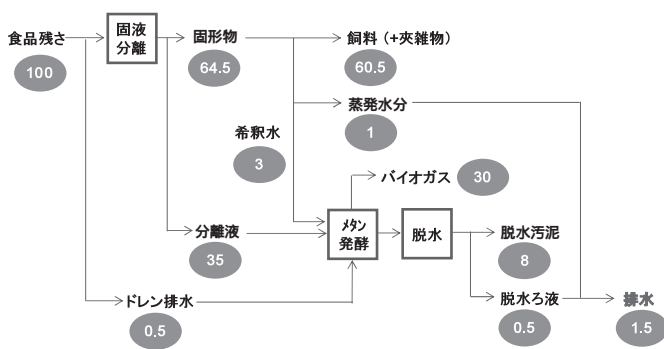 食品残さ
100
固液
分離
固形物
64.5
飼料 (+夾雑物)
60.5
蒸発水分
1
希釈水
3
バイオガス
30
分離液
35
メタン
発酵
脱水
脱水汚泥
8
ドレン排水
0.5
脱水ろ液
0.5
排水
1.5